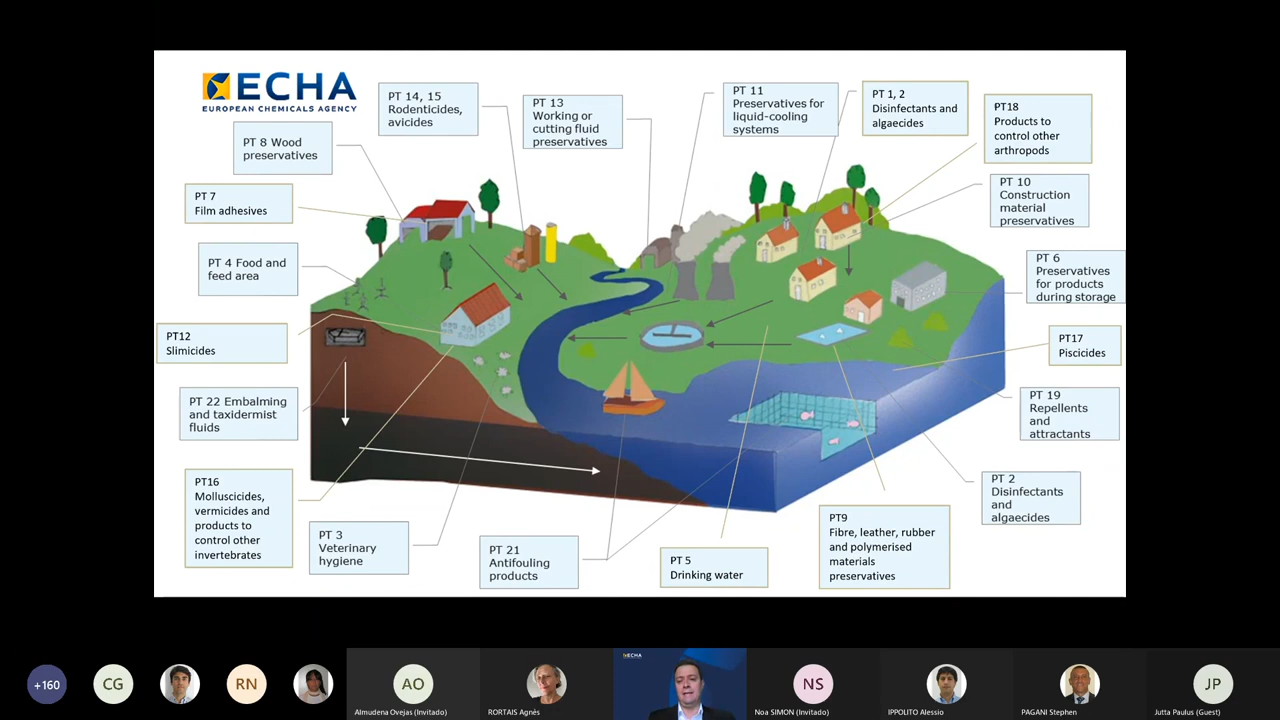 ECHA
EUROPEAN CHEMICALS AGENCY
PT 14, 15
Rodenticides,
avicides
PT 13
Working or
cutting fluid
preservatives
PT 11
Preservatives for
liquid-cooling
systems
PT 1, 2
Disinfectants and
algaecides
PT18
Products to
control other
arthropods
PT 8 Wood
preservatives
PT 7
Film adhesives
PT 10
Construction
material
preservatives
PT 4 Food and
feed area
PT 6
Preservatives
for products
during storage
PT12
Slimicides
PT17
Piscicides
PT 22 Embalming
and taxidermist
fluids
PT 19
Repellents
and
attractants
PT16
Molluscicides,
vermicides and
products to
control other
invertebrates
PT 2
Disinfectants
and
algaecides
PT 3
Veterinary
hygiene
PT 21
Antifouling
products
PT 5
Drinking water
PT9
Fibre, leather, rubber
and polymerised
materials
preservatives
+160
CG
RN
AO
Almudena Ovejas (Invitado)
RORTAIS Agnès
ECHA
NS
Noa SIMON (Invitado)
IPPOLITO Alessio
PAGANI Stephen
JP
Jutta Paulus (Guest)